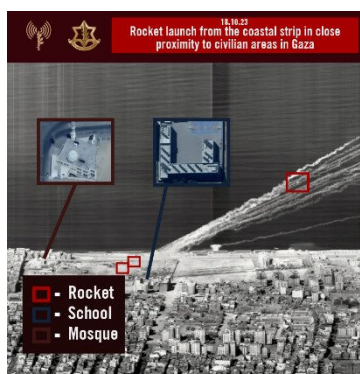 18.10.23
Rocket launch from the coastal strip in close
proximity to civilian areas in Gaza
- Rocket
- School
- Mosque